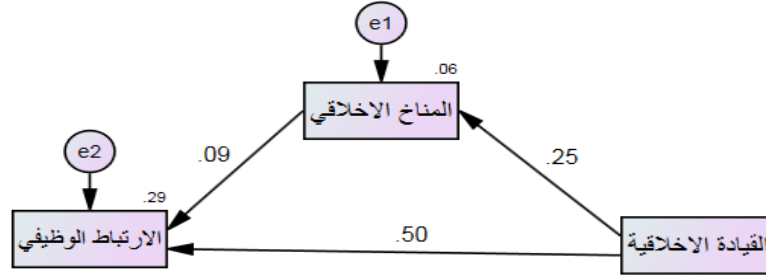 e1
.06
المناخ الاخلاقي
e2
.09
.25
.29
الارتباط الوظيفي
.50
القيادة الاخلاقية